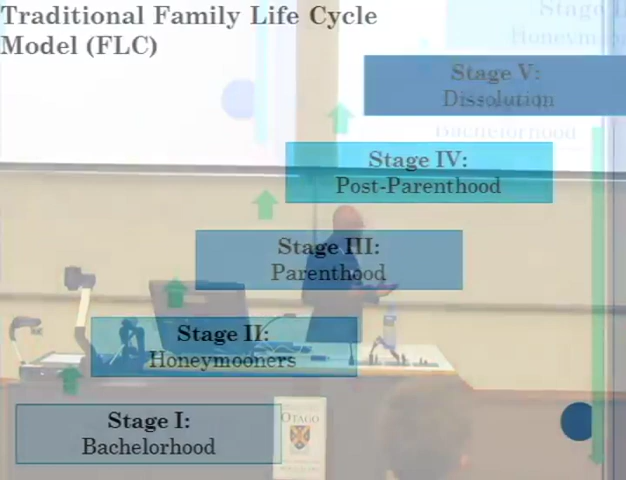 Traditional Family Life Cycle
Model (FLC)
Stage V:
Dissolution
Stage IV:
Post-Parenthood
Stage III:
Parenthood
Stage II:
Honeymooners
Stage I:
Bachelorhood
OTAGO